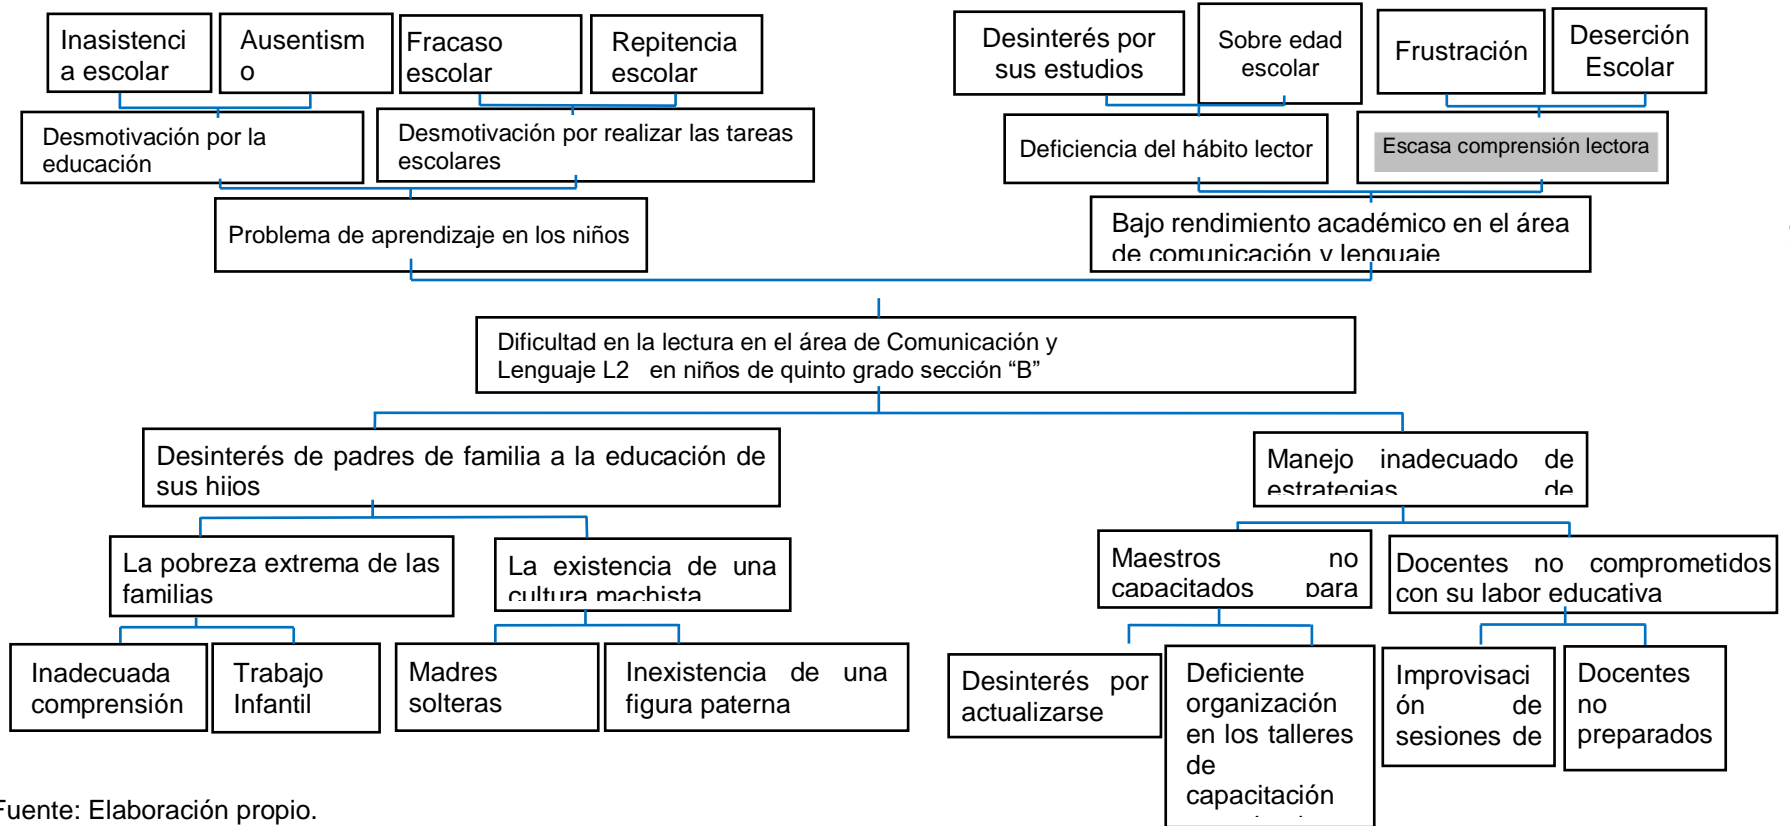 Inasistenci
a escolar
Ausentism
o
Fracaso
escolar
Repitencia
escolar
Desinterés por
sus estudios
Sobre edad
escolar
Frustración
Deserción
Escolar
Desmotivación por la
educación
Desmotivación por realizar las tareas
escolares
Deficiencia del hábito lector
Escasa comprensión lectora
Problema de aprendizaje en los niños
Bajo rendimiento académico en el área
de comunicación y lenguaje
Dificultad en la lectura en el área de Comunicación y
Lenguaje L2 en niños de quinto grado sección “B”
Desinterés de padres de familia a la educación de
sus hijos
Manejo inadecuado de
estrategias de
La pobreza extrema de las
familias
La existencia de una
cultura machista
Maestros no
capacitados para
Docentes no comprometidos
con su labor educativa
Inadecuada
comprensión
Trabajo
Infantil
Madres
solteras
Inexistencia de una
figura paterna
Desinterés por
actualizarse
Deficiente
organización
en los talleres
de
capacitación
Improvisaci
ón de
sesiones de
Docentes
no
preparados
Fuente: Elaboración propio.